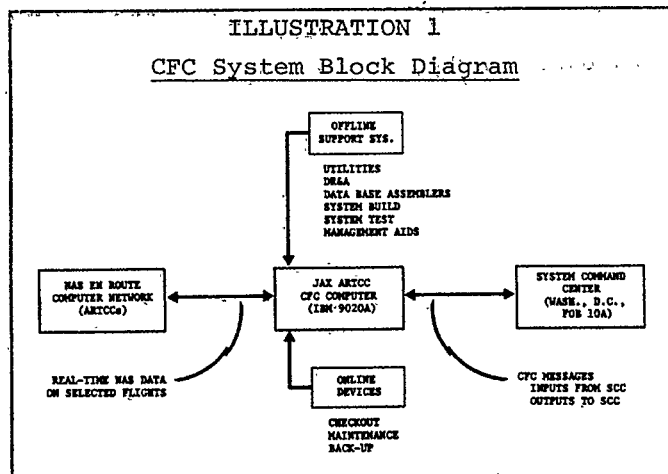 ILLUSTRATION 1
CFC System Block Diagram
OFFLINE
SUPPORT SYS.
UTILITIES
DR&A
DATA BASE ASSEMBLERS
SYSTEM BUILD
SYSTEM TEST
MANAGEMENT AIDS
NAS EN ROUTE
COMPUTER NETWORK
(ARTCCs)
JAX ARTCC
CFC COMPUTER
(IBM-9020A)
SYSTEM COMMAND
CENTER
(WASH., D.C.,
FOB 10A)
REAL-TIME NAS DATA
ON SELECTED FLIGHTS
ONLINE
DEVICES
CHECKOUT
MAINTENANCE
BACK-UP
CFC MESSAGES
INPUTS FROM SCC
OUTPUTS TO SCC